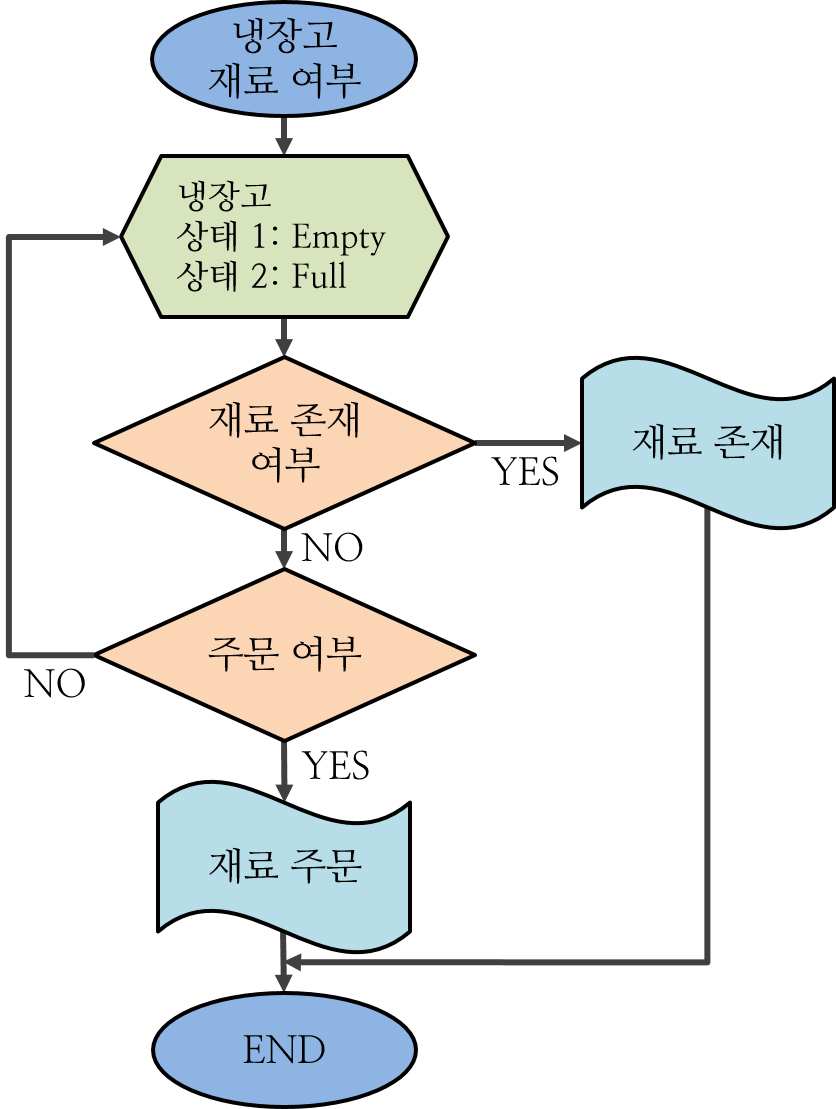 냉장고
재료 여부
냉장고
상태 1: Empty
상태 2: Full
재료 존재
여부
YES
재료 존재
NO
주문 여부
NO
YES
재료 주문
END